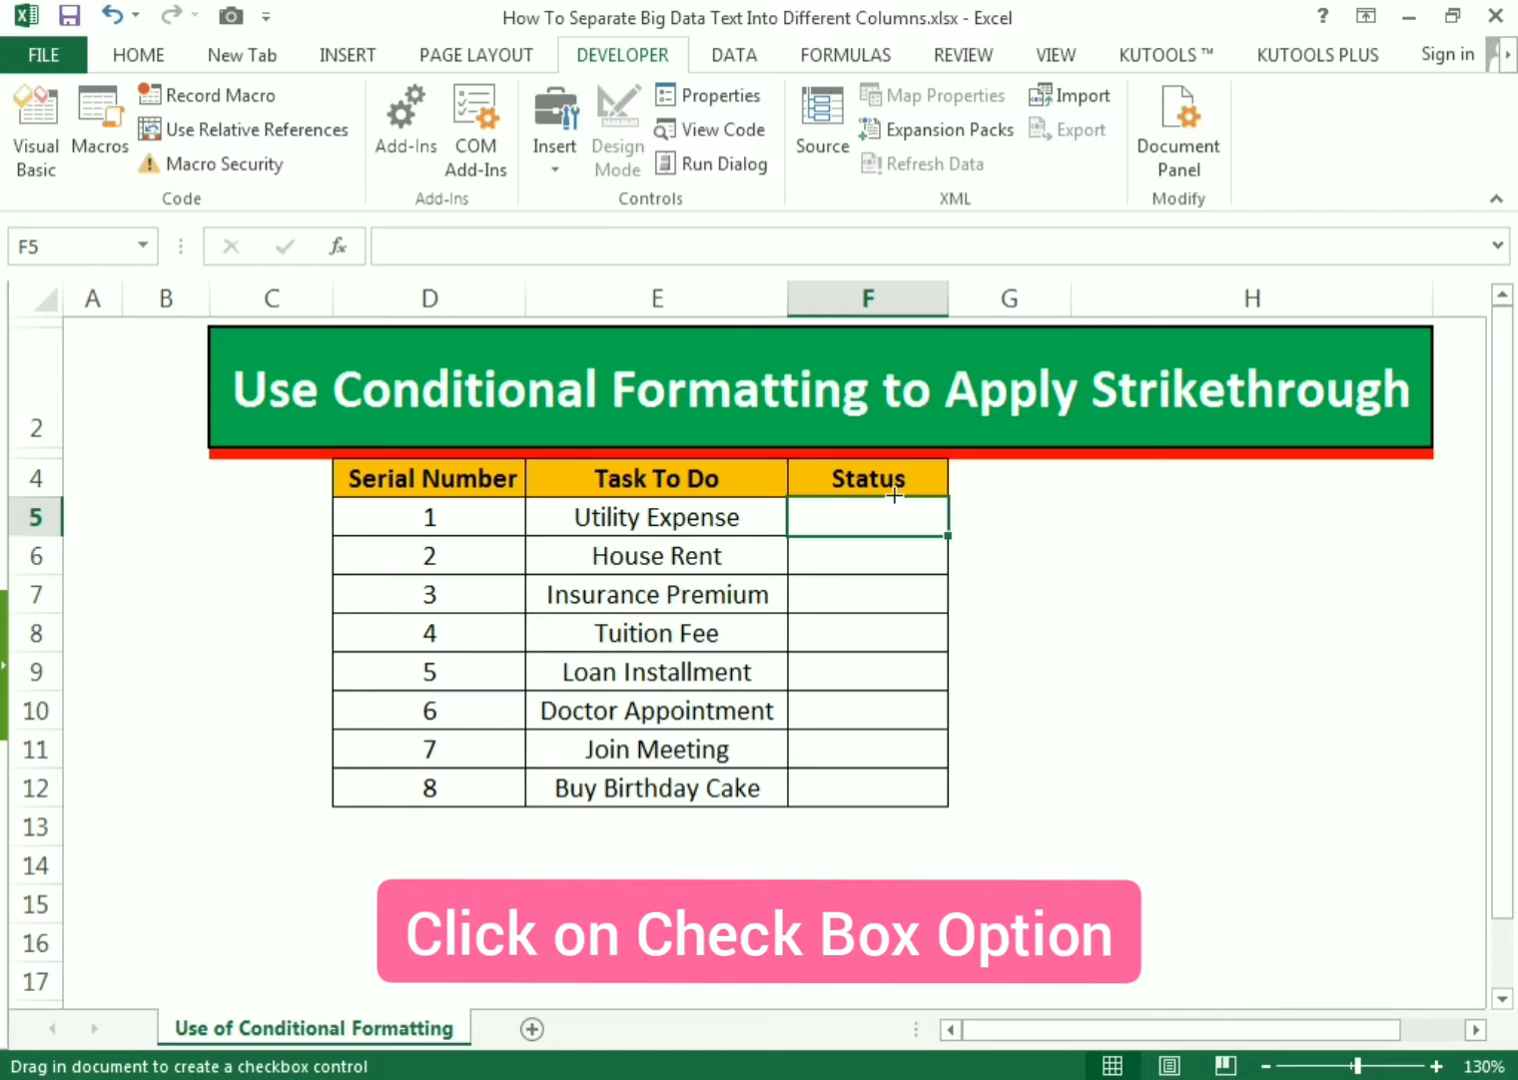 How To Separate Big Data Text Into Different Columns.xlsx - Excel
?
FILE HOME New Tab INSERT PAGE LAYOUT DEVELOPER DATA FORMULAS REVIEW VIEW KUTOOLS ™ KUTOOLS PLUS Sign in
Visual Basic
Macros
Record Macro
Use Relative References
Macro Security
Code
Add-Ins
COM Add-Ins
Add-Ins
Insert
Design Mode
Properties
View Code
Run Dialog
Controls
Source
Map Properties
Expansion Packs
Refresh Data
Import
Export
XML
Document Panel
Modify
F5
fx
A B C D E F G H
2 Use Conditional Formatting to Apply Strikethrough
4 Serial Number Task To Do Status
5 1 Utility Expense
6 2 House Rent
7 3 Insurance Premium
8 4 Tuition Fee
9 5 Loan Installment
10 6 Doctor Appointment
11 7 Join Meeting
12 8 Buy Birthday Cake
13
14
15
16
17
Click on Check Box Option
Use of Conditional Formatting
Drag in document to create a checkbox control
130%